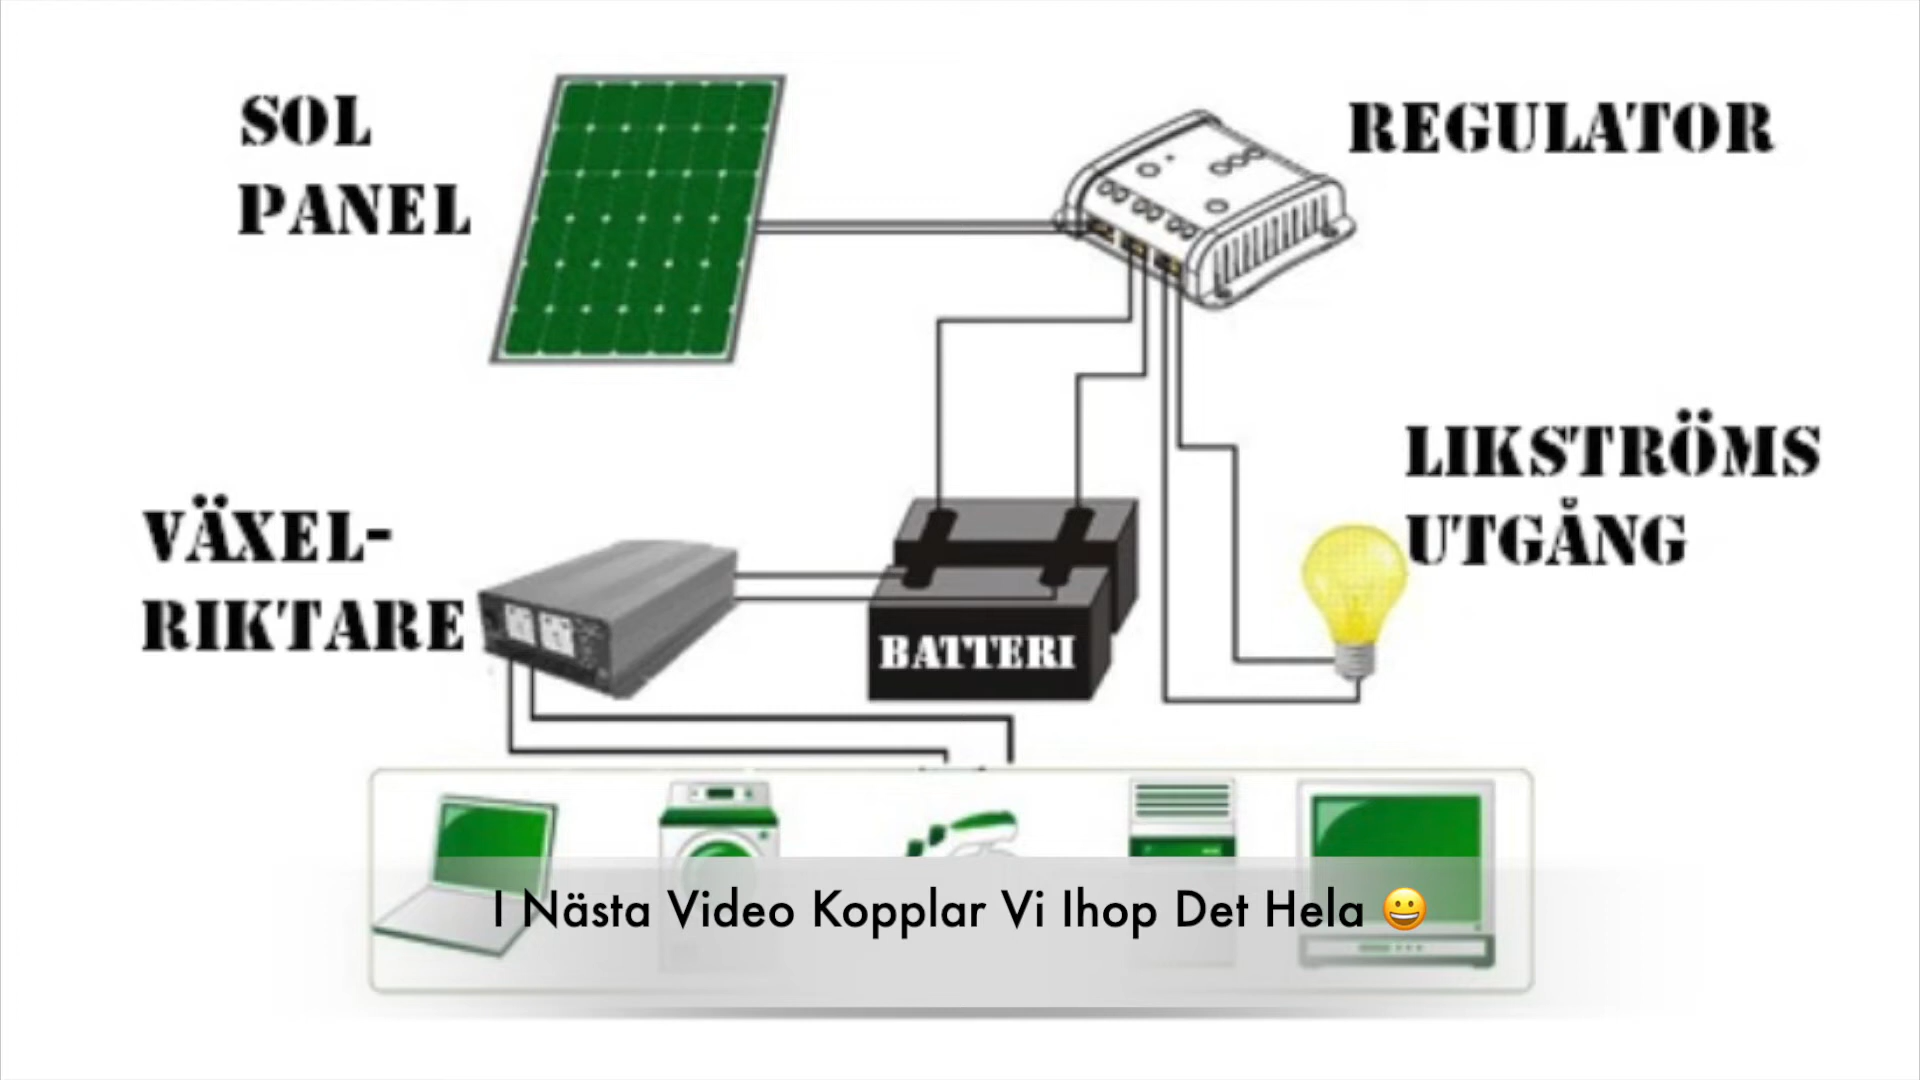 SOL
PANEL
REGULATOR
LIKSTRÖMS
UTGÅNG
VÄXEL-
RIKTARE
BATTERI
I Nästa Video Kopplar Vi Ihop Det Hela 😀